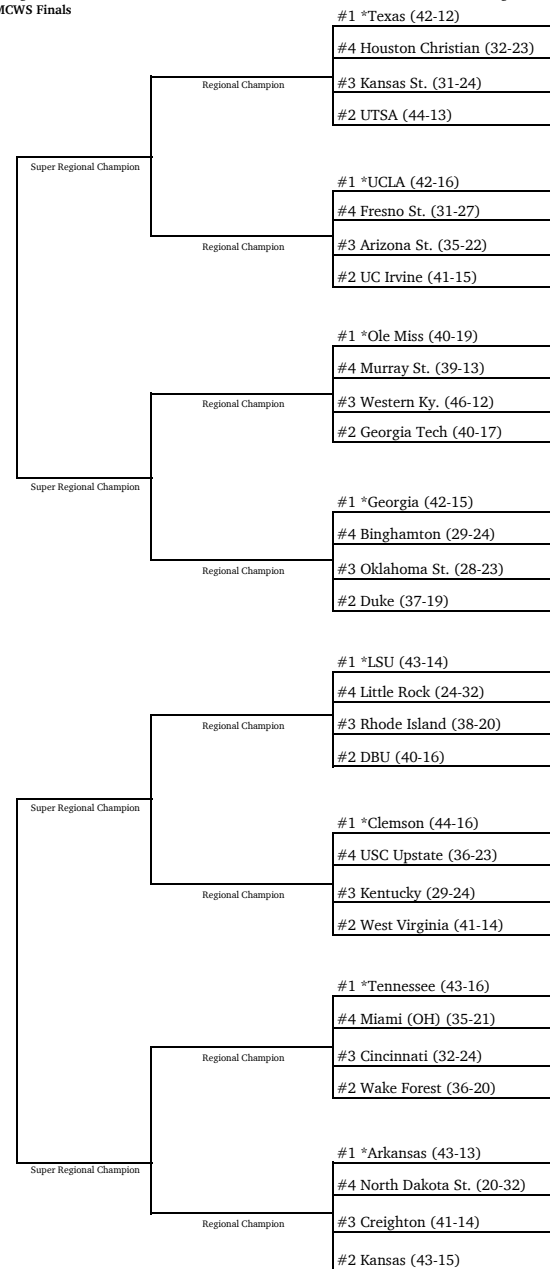 MCWS Finals
#1 *Texas (42-12)
#4 Houston Christian (32-23)
Regional Champion
#3 Kansas St. (31-24)
#2 UTSA (44-13)
Super Regional Champion
#1 *UCLA (42-16)
#4 Fresno St. (31-27)
Regional Champion
#3 Arizona St. (35-22)
#2 UC Irvine (41-15)
#1 *Ole Miss (40-19)
#4 Murray St. (39-13)
Regional Champion
#3 Western Ky. (46-12)
#2 Georgia Tech (40-17)
Super Regional Champion
#1 *Georgia (42-15)
#4 Binghamton (29-24)
Regional Champion
#3 Oklahoma St. (28-23)
#2 Duke (37-19)
#1 *LSU (43-14)
#4 Little Rock (24-32)
Regional Champion
#3 Rhode Island (38-20)
#2 DBU (40-16)
Super Regional Champion
#1 *Clemson (44-16)
#4 USC Upstate (36-23)
Regional Champion
#3 Kentucky (29-24)
#2 West Virginia (41-14)
#1 *Tennessee (43-16)
#4 Miami (OH) (35-21)
Regional Champion
#3 Cincinnati (32-24)
#2 Wake Forest (36-20)
#1 *Arkansas (43-13)
Super Regional Champion
#4 North Dakota St. (20-32)
Regional Champion
#3 Creighton (41-14)
#2 Kansas (43-15)